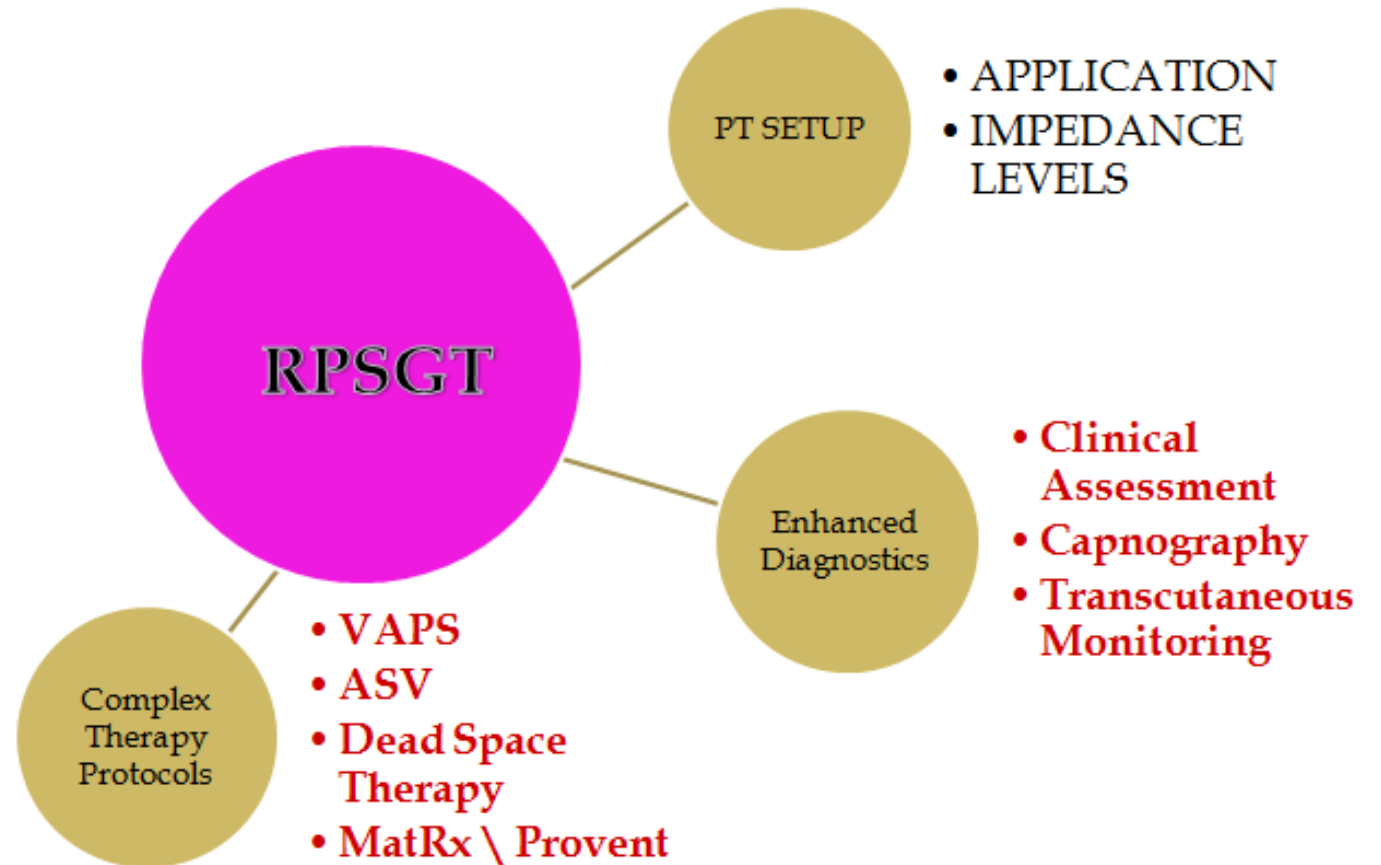 PT SETUP
• APPLICATION
• IMPEDANCE
LEVELS
RPSGT
Enhanced
Diagnostics
• Clinical
Assessment
• Capnography
• Transcutaneous
Monitoring
Complex
Therapy
Protocols
• VAPS
• ASV
• Dead Space
Therapy
• MatRx \ Provent